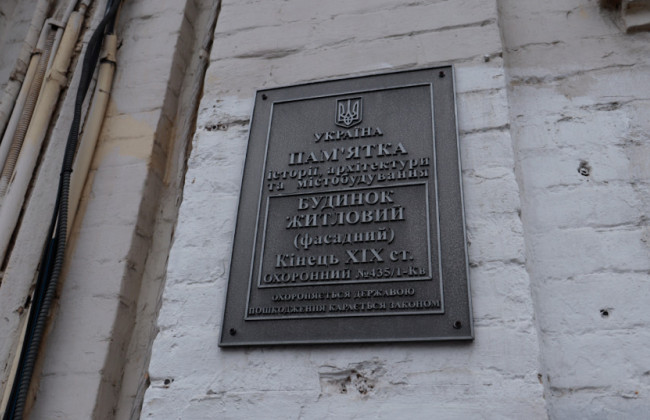 УКРАЇНА
ПАМ'ЯТКА
історії, архітектури
та містобудування
БУДИНОК
ЖИТЛОВИЙ
(фасадний)
Кінець XIX ст.
ОХОРОННИЙ №435/1-Кв
ОХОРОНЯЄТЬСЯ ДЕРЖАВОЮ
ПОШКОДЖЕННЯ КАРАЄТЬСЯ ЗАКОНОМ